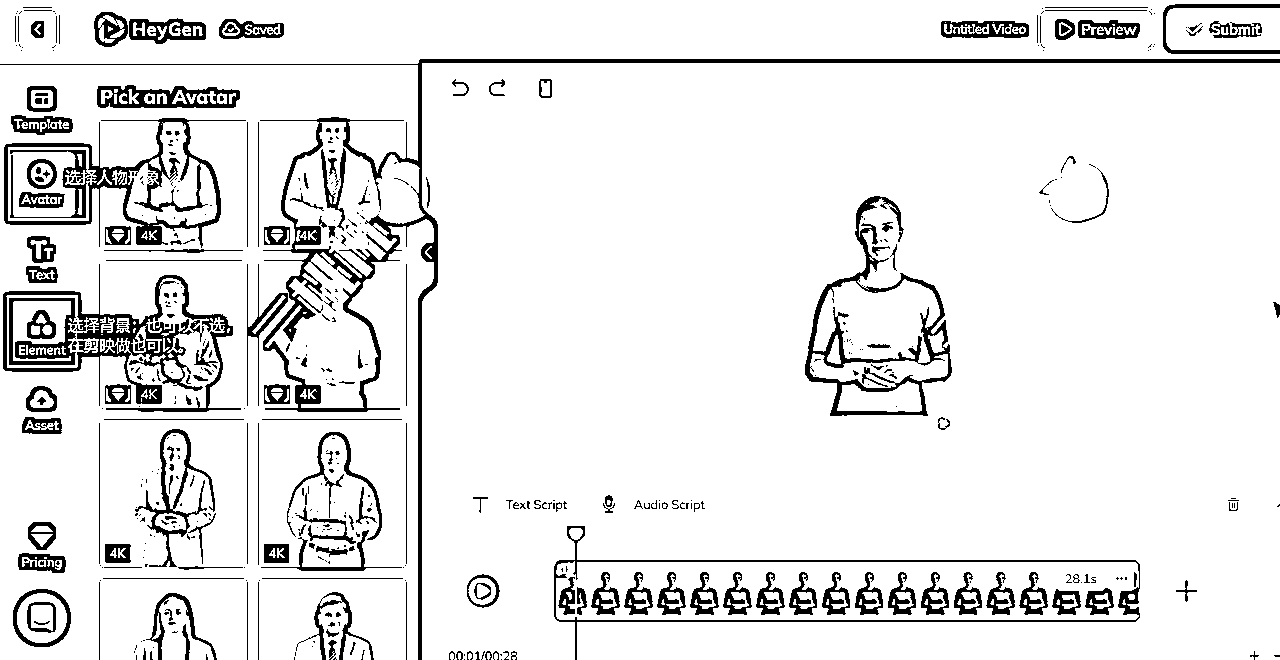 HeyGen
Saved
Untitled Video
Preview
Submit
Template
Pick an Avatar
选择人物形象
Avatar
4K
4K
Text
选择背景，也可以不选，
在剪映做也可以。
Element
4K
4K
Asset
Text Script
Audio Script
4K
4K
Pricing
28.1s
00:01/00:28